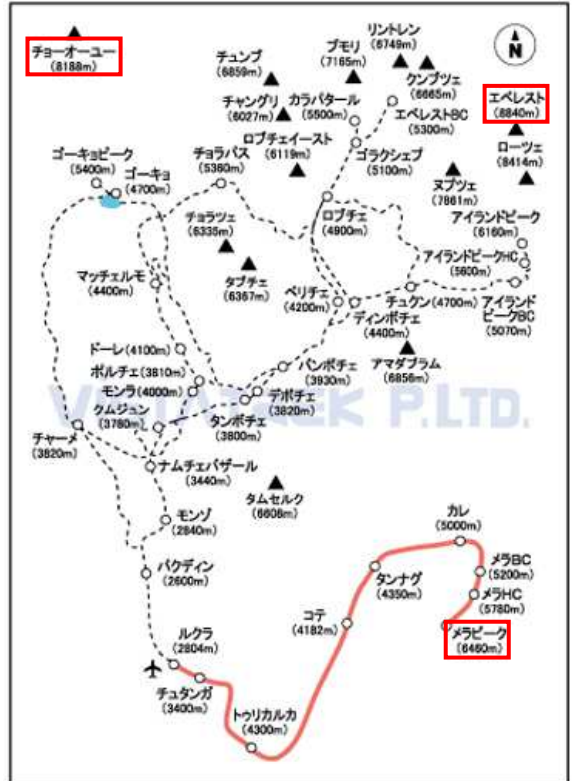 チョーオーユー
(8188m)
チュンブ
(6859m)
プモリ
(7165m)
リントレン
(6749m)
クンブツェ
(6665m)
N
エベレスト
(8840m)
ローツェ
(8414m)
チャングリ
(6027m)
カラパタール
(5500m)
エベレストBC
(5300m)
ロブチェイースト
(6119m)
ゴラクシェプ
(5100m)
ヌプツェ
(7861m)
ゴーキョピーク
(5400m)
ゴーキョ
(4700m)
チョラパス
(5360m)
ロブチェ
(4900m)
アイランドピーク
(6160m)
チョラツェ
(6335m)
タブチェ
(6367m)
アイランドピークHC
(5600m)
マッチェルモ
(4400m)
ペリチェ
(4200m)
ディンボチェ
(4400m)
チュクン(4700m)
アイランド
ピークBC
(5070m)
ドーレ(4100m)
ポルチェ(3810m)
モンラ(4000m)
パンボチェ
(3930m)
アマダブラム
(6856m)
クムジュン
(3780m)
デボチェ
(3820m)
タンボチェ
(3800m)
P.LTD.
チャーメ
(3820m)
ナムチェバザール
(3440m)
タムセルク
(6608m)
モンゾ
(2840m)
カレ
(5000m)
パクディン
(2600m)
タンナグ
(4350m)
メラBC
(5200m)
メラHC
(5780m)
コテ
(4182m)
メラピーク
(6460m)
ルクラ
(2804m)
チュタンガ
(3400m)
トゥリカルカ
(4300m)